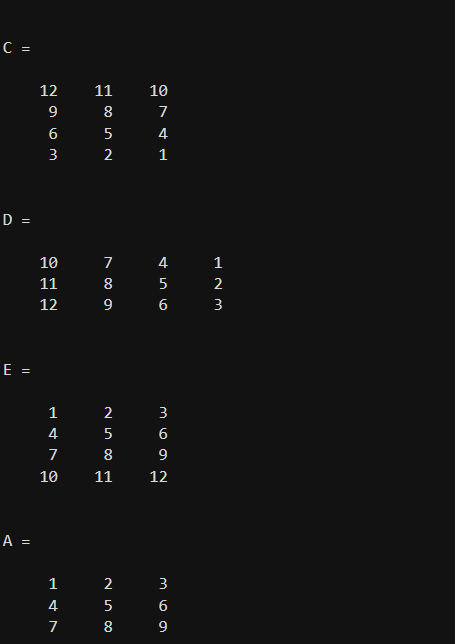 C =
12 11 10
9 8 7
6 5 4
3 2 1
D =
10 7 4 1
11 8 5 2
12 9 6 3
E =
1 2 3
4 5 6
7 8 9
10 11 12
A =
1 2 3
4 5 6
7 8 9